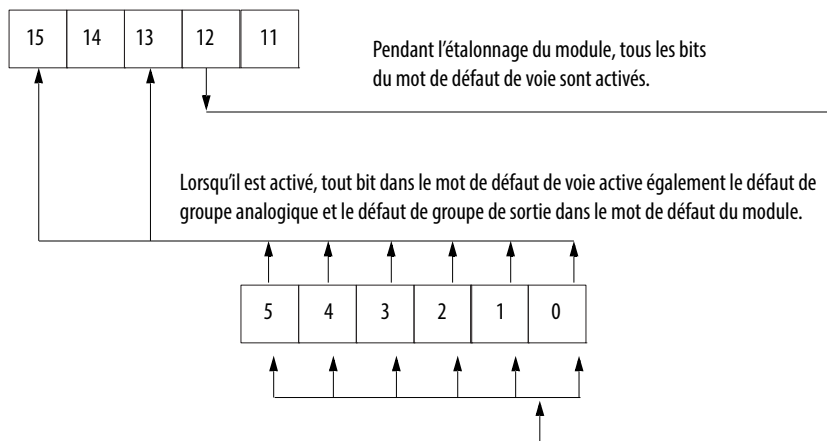 15 14 13 12 11
Pendant l'étalonnage du module, tous les bits
du mot de défaut de voie sont activés.
Lorsqu'il est activé, tout bit dans le mot de défaut de voie active également le défaut de
groupe analogique et le défaut de groupe de sortie dans le mot de défaut du module.
5 4 3 2 1 0